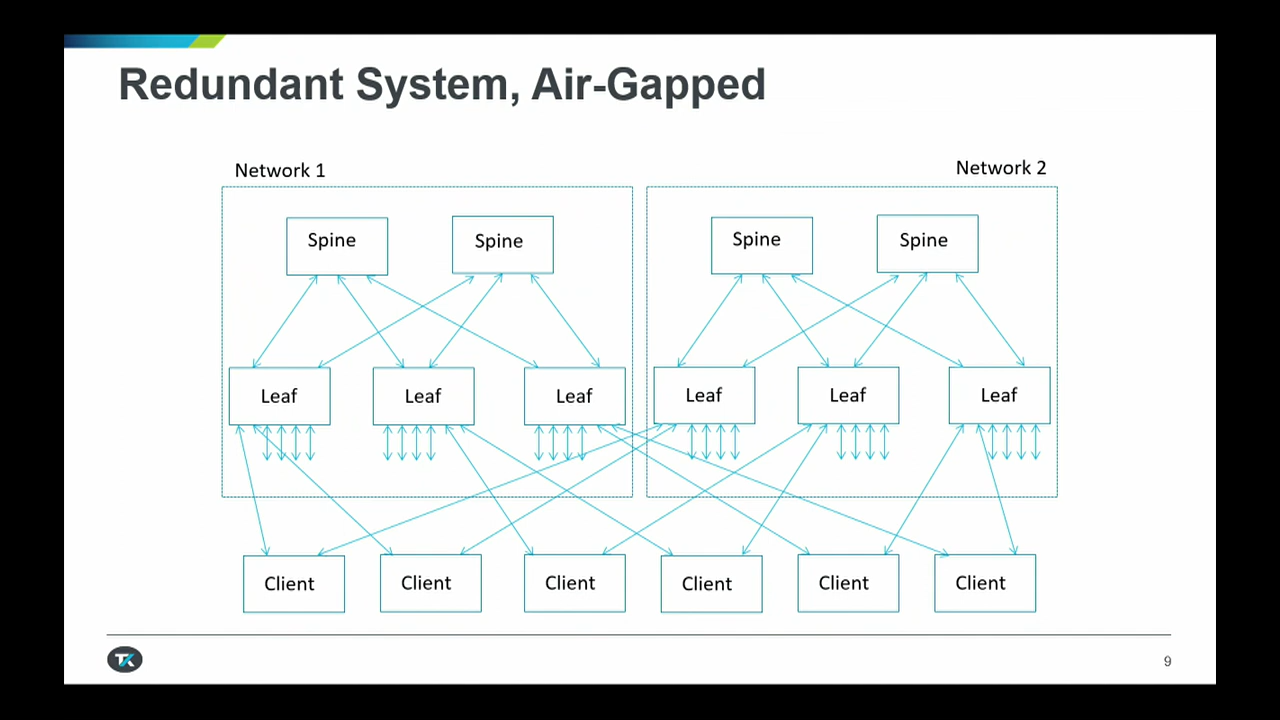 Redundant System, Air-Gapped
Network 1
Network 2
Spine
Spine
Spine
Spine
Leaf
Leaf
Leaf
Leaf
Leaf
Leaf
Client
Client
Client
Client
Client
Client
TX
9